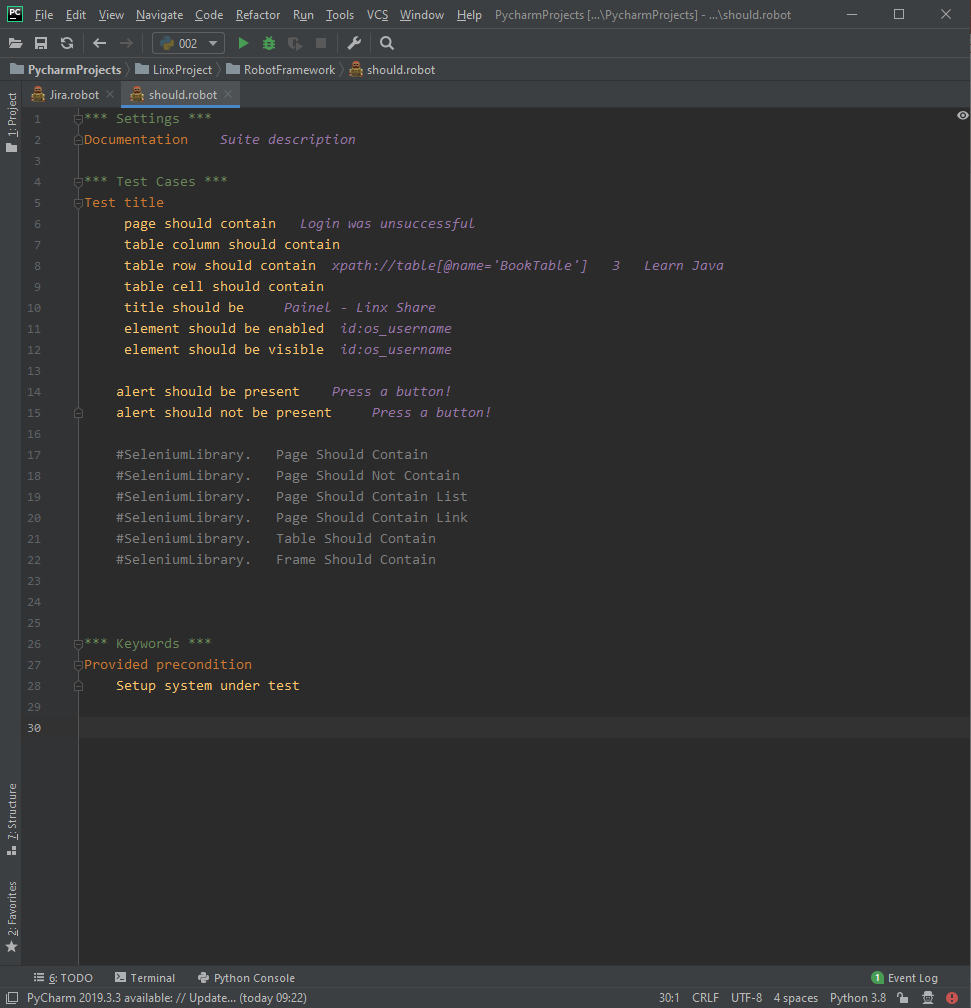 PC File Edit View Navigate Code Refactor Run Tools VCS Window Help PycharmProjects [...\PycharmProjects] - ...\should.robot
002
PycharmProjects LinxProject RobotFramework should.robot
Jira.robot should.robot
1: Project
1 *** Settings ***
2 Documentation Suite description
3
4 *** Test Cases ***
5 Test title
6 page should contain Login was unsuccessful
7 table column should contain
8 table row should contain xpath://table[@name='BookTable'] 3 Learn Java
9 table cell should contain
10 title should be Painel - Linx Share
11 element should be enabled id:os_username
12 element should be visible id:os_username
13
14 alert should be present Press a button!
15 alert should not be present Press a button!
16
17 #SeleniumLibrary. Page Should Contain
18 #SeleniumLibrary. Page Should Not Contain
19 #SeleniumLibrary. Page Should Contain List
20 #SeleniumLibrary. Page Should Contain Link
21 #SeleniumLibrary. Table Should Contain
22 #SeleniumLibrary. Frame Should Contain
23
24
25
26 *** Keywords ***
27 Provided precondition
28 Setup system under test
29
30
7: Structure
2: Favorites
6: TODO Terminal Python Console 1 Event Log
PyCharm 2019.3.3 available: // Update... (today 09:22) 30:1 CRLF UTF-8 4 spaces Python 3.8